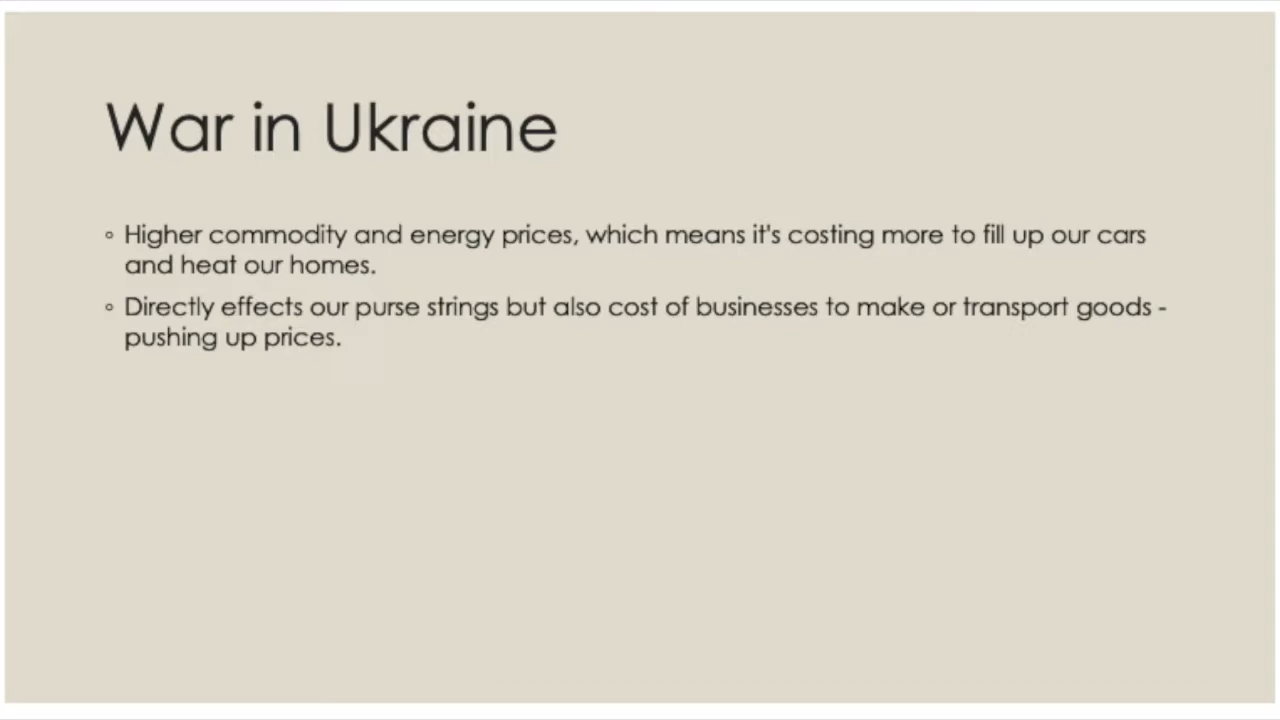 War in Ukraine
◦ Higher commodity and energy prices, which means it's costing more to fill up our cars
and heat our homes.
◦ Directly effects our purse strings but also cost of businesses to make or transport goods -
pushing up prices.